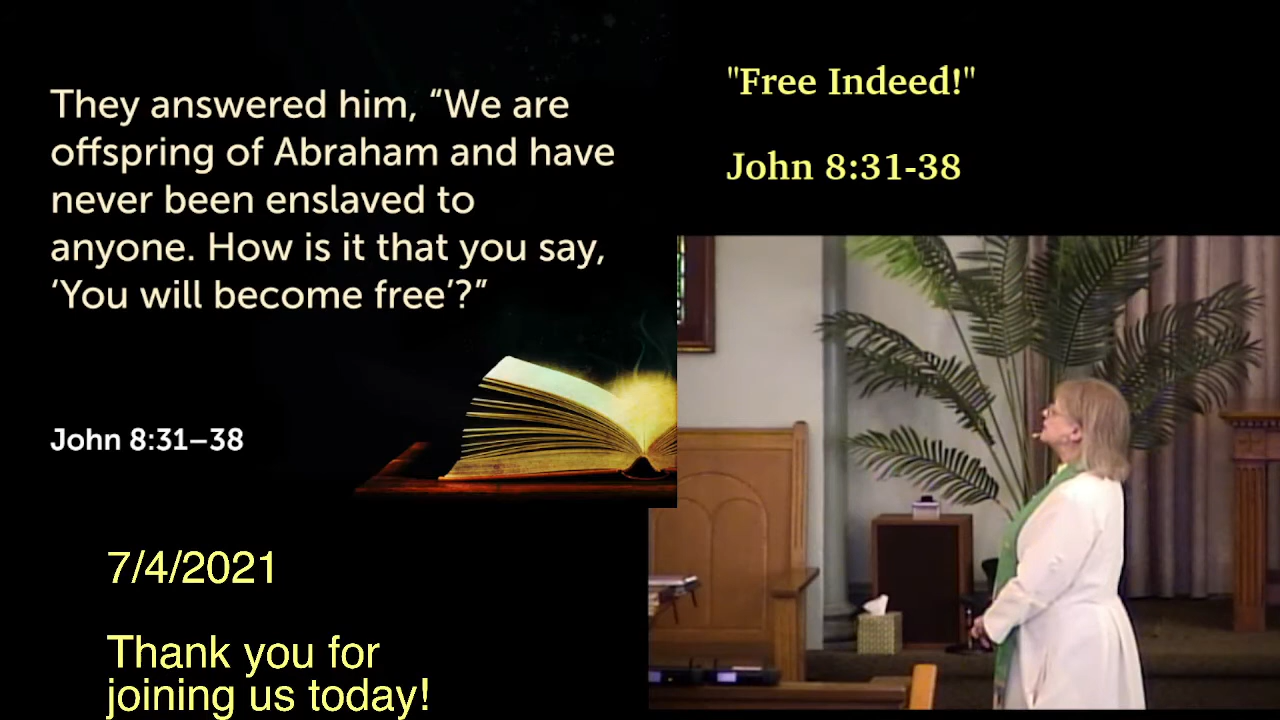 They answered him, “We are
offspring of Abraham and have
never been enslaved to
anyone. How is it that you say,
‘You will become free’?”
John 8:31–38
"Free Indeed!"
John 8:31-38
7/4/2021
Thank you for
joining us today!